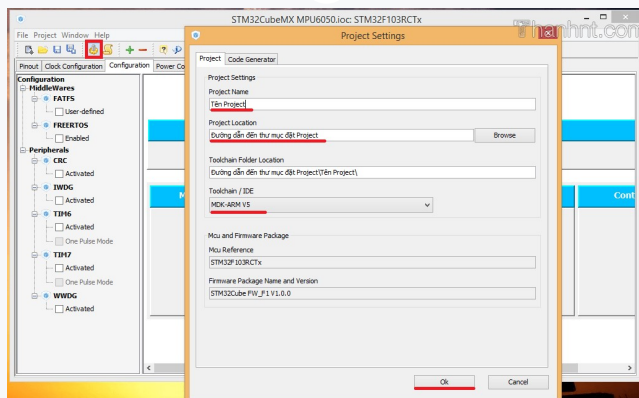 STM32CubeMX MPU6050.ioc: STM32F103RCTx
File Project Window Help
Pinout Clock Configuration Configuration Power Co
Configuration
MiddleWares
FATFS
User-defined
FREERTOS
Enabled
Peripherals
CRC
Activated
IWDG
Activated
TIM6
Activated
One Pulse Mode
TIM7
Activated
One Pulse Mode
WWDG
Activated
M
Cont
Project Settings
Project Code Generator
Project Settings
Project Name
Tên Project
Project Location
Đường dẫn đến thư mục đặt Project
Browse
Toolchain Folder Location
Đường dẫn đến thư mục đặt Project\Tên Project\
Toolchain / IDE
MDK-ARM V5
Mcu and Firmware Package
Mcu Reference
STM32F103RCTx
Firmware Package Name and Version
STM32Cube FW_F1 V1.0.0
Ok Cancel